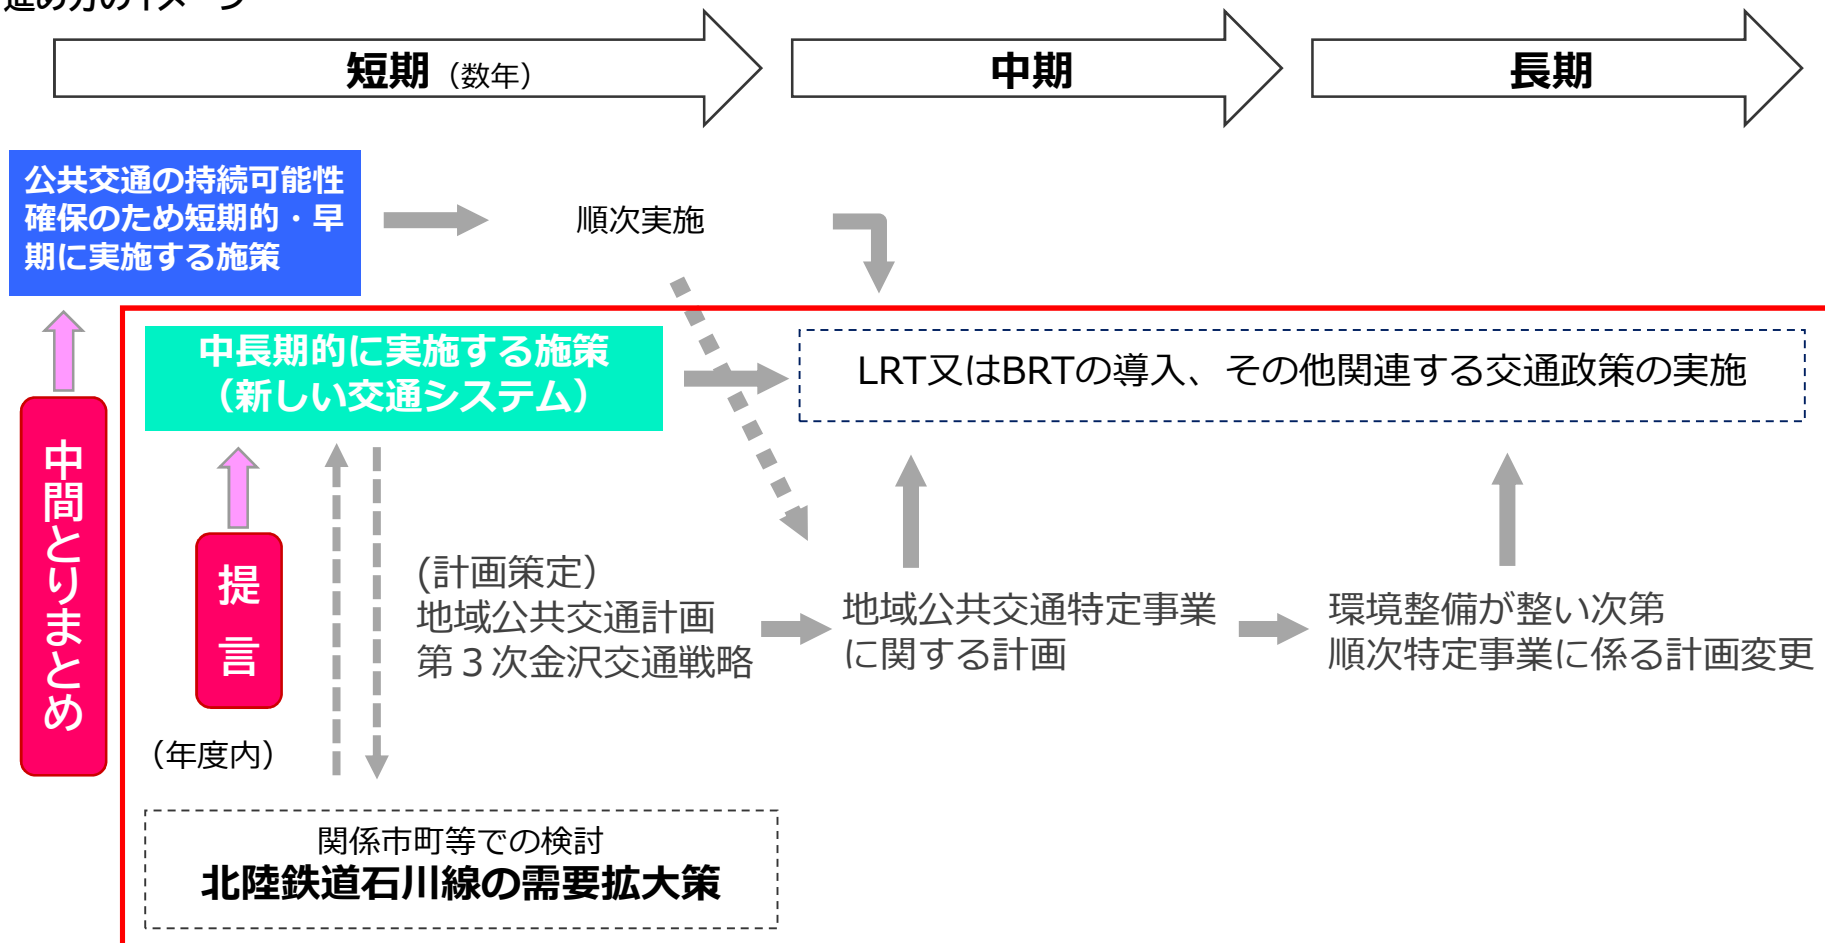 進め方のイメージ
短期（数年）
中期
長期
公共交通の持続可能性
確保のため短期的・早
期に実施する施策
順次実施
中長期的に実施する施策
（新しい交通システム）
LRT又はBRTの導入、その他関連する交通政策の実施
中間とりまとめ
提言
(計画策定）
地域公共交通計画
第３次金沢交通戦略
地域公共交通特定事業
に関する計画
環境整備が整い次第
順次特定事業に係る計画変更
（年度内）
関係市町等での検討
北陸鉄道石川線の需要拡大策